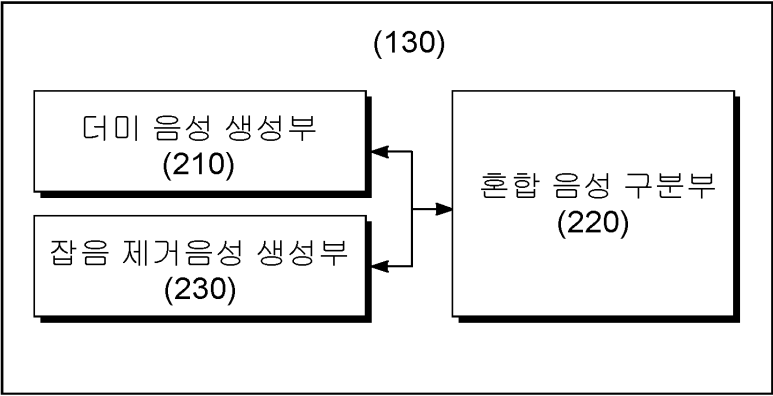 (130)
더미 음성 생성부
(210)
잡음 제거음성 생성부
(230)
혼합 음성 구분부
(220)